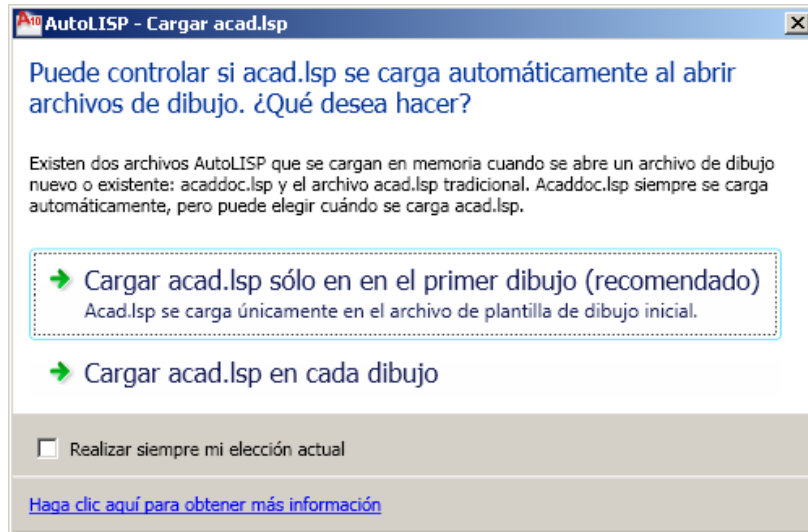 A10 AutoLISP - Cargar acad.lsp
Puede controlar si acad.lsp se carga automáticamente al abrir
archivos de dibujo. ¿Qué desea hacer?
Existen dos archivos AutoLISP que se cargan en memoria cuando se abre un archivo de dibujo
nuevo o existente: acaddoc.lsp y el archivo acad.lsp tradicional. Acaddoc.lsp siempre se carga
automáticamente, pero puede elegir cuándo se carga acad.lsp.
Cargar acad.lsp sólo en en el primer dibujo (recomendado)
Acad.lsp se carga únicamente en el archivo de plantilla de dibujo inicial.
Cargar acad.lsp en cada dibujo
Realizar siempre mi elección actual
Haga clic aquí para obtener más información